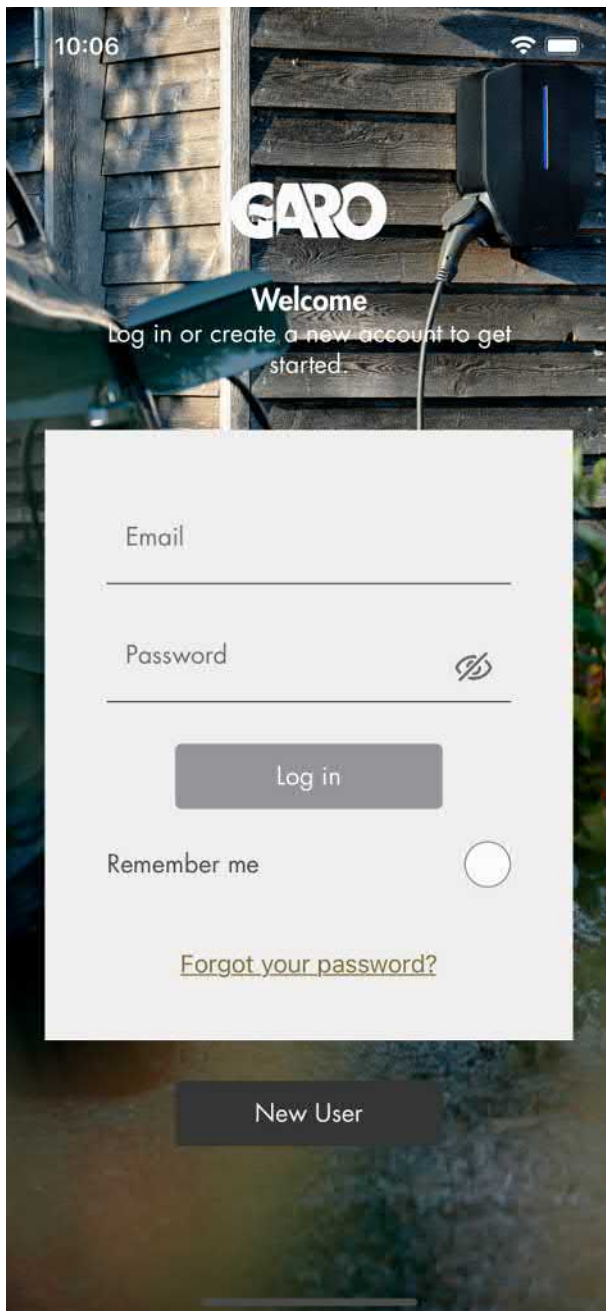 10:06
GARO
Welcome
Log in or create a new account to get
started.
Email
Password
Log in
Remember me
Forgot your password?
New User